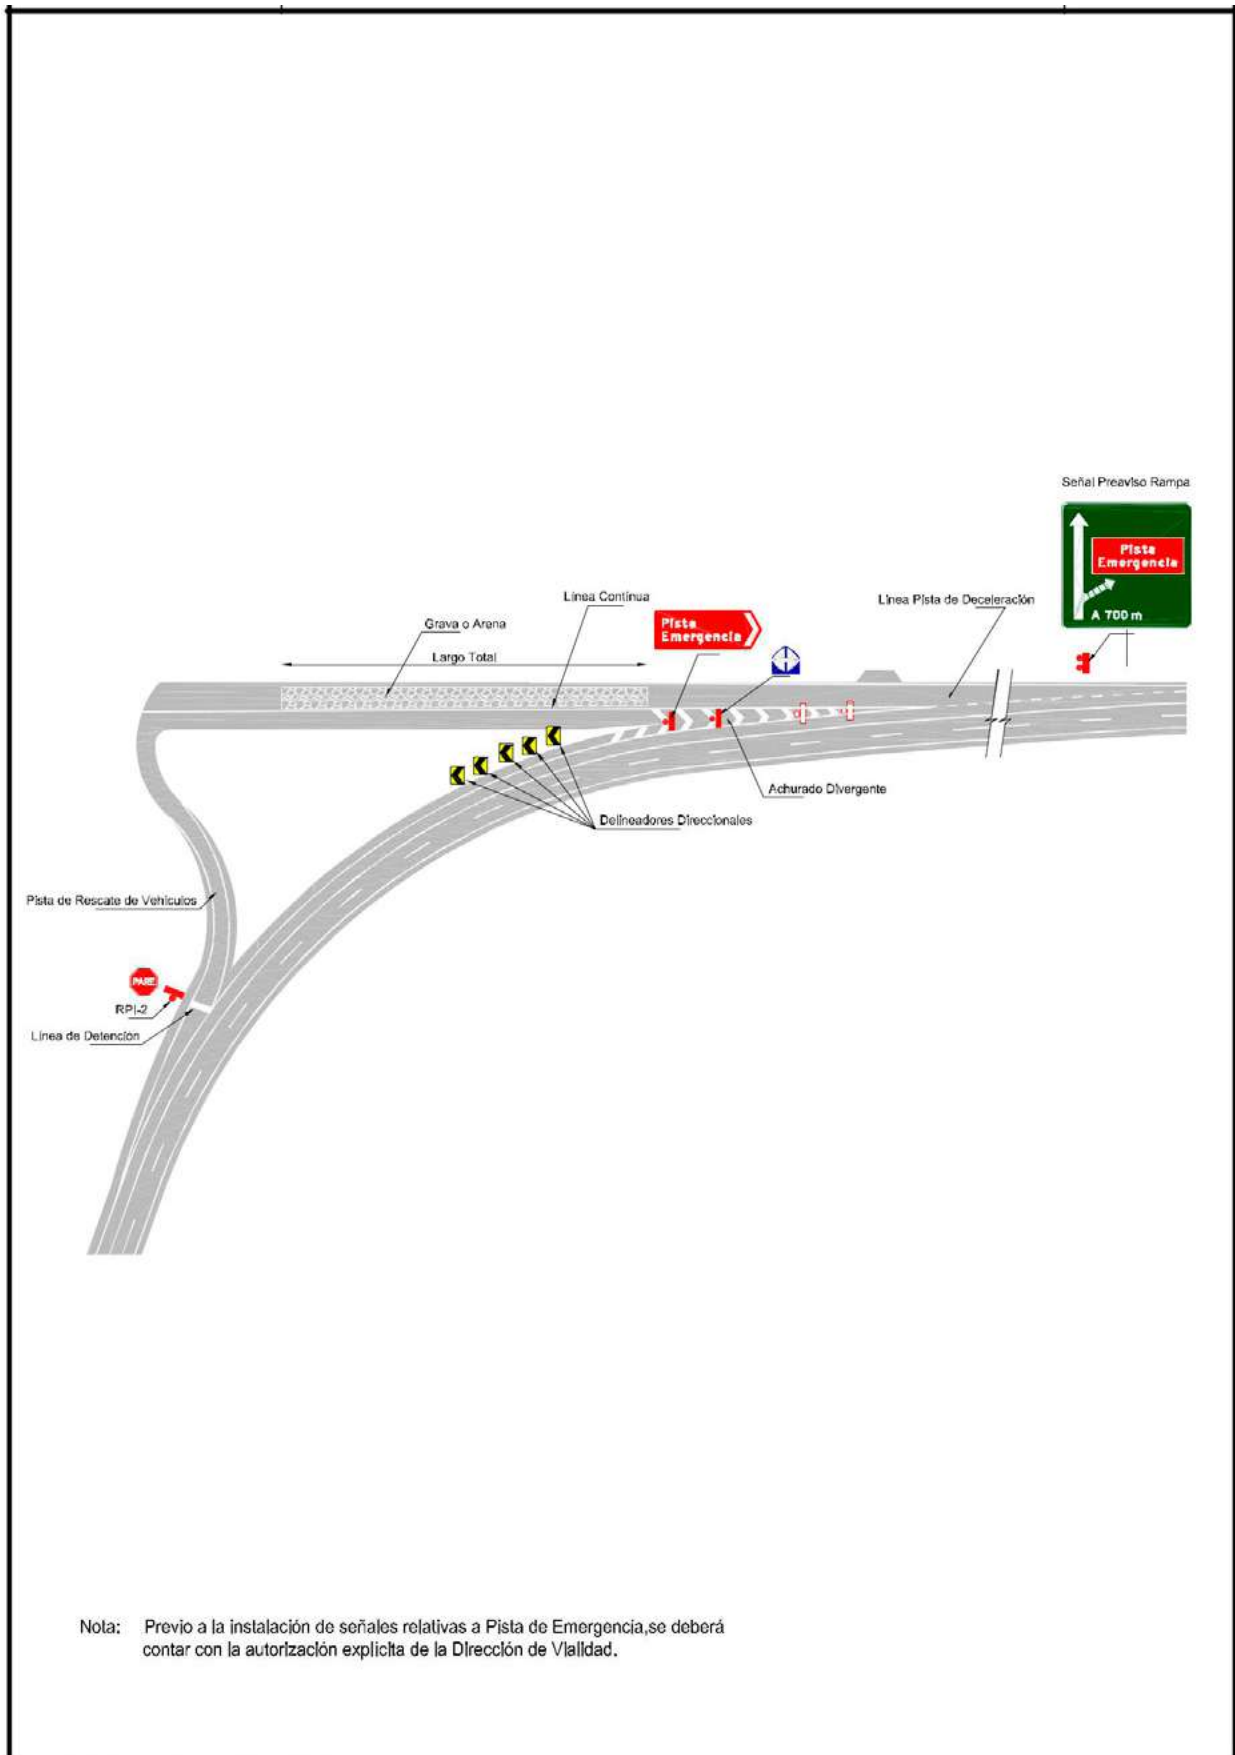 Señal Preaviso Rampa
Pista
Emergencia
A 700 m
Línea Continua
Línea Pista de Deceleración
Grava o Arena
Pista
Emergencia
Largo Total
Achurado Divergente
Delineadores Direccionales
Pista de Rescate de Vehículos
PARE
RPI-2
Línea de Detención
Nota: Previo a la instalación de señales relativas a Pista de Emergencia,se deberá
contar con la autorización explicita de la Dirección de Vialidad.